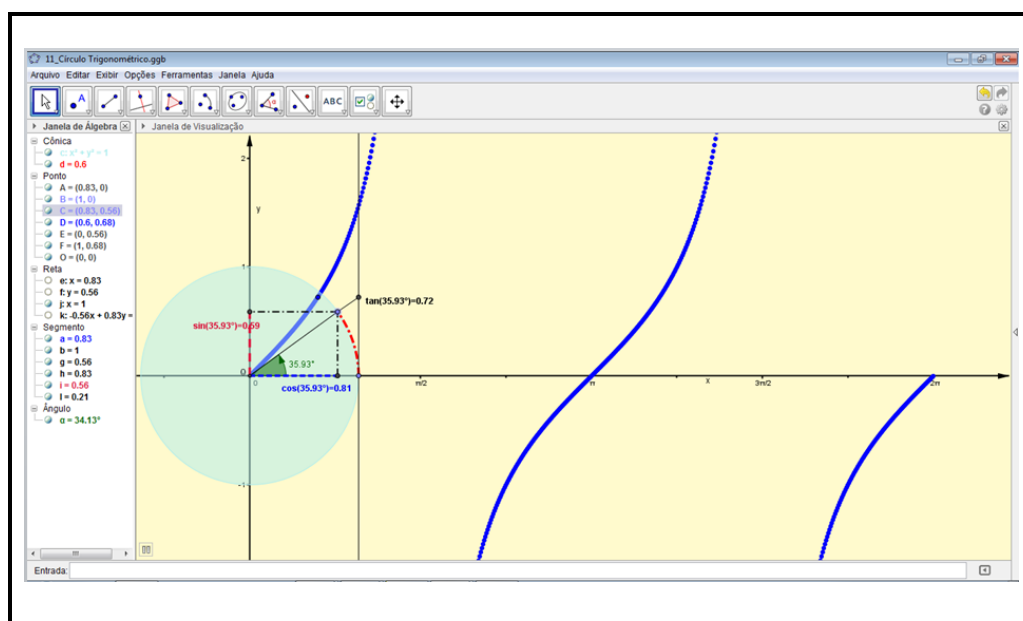 11_Círculo Trigonométrico.ggb
Arquivo Editar Exibir Opções Ferramentas Janela Ajuda
A
ABC
Janela de Álgebra
Janela de Visualização
Cônica
c: x² + y² = 1
d = 0.6
Ponto
A = (0.83, 0)
B = (1, 0)
C = (0.83, 0.56)
D = (0.6, 0.68)
E = (0, 0.56)
F = (1, 0.68)
O = (0, 0)
Reta
e: x = 0.83
f: y = 0.56
j: x = 1
k: -0.56x + 0.83y =
Segmento
a = 0.83
b = 1
g = 0.56
h = 0.83
i = 0.56
l = 0.21
Ângulo
α = 34.13°
2
y
1
tan(35.93°)=0.72
sin(35.93°)=0.59
35.93°
O
0
π/2
π
x
3π/2
2π
cos(35.93°)=0.81
-1
Entrada: